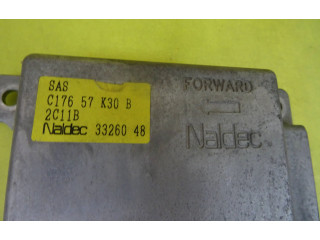 SAS
C176 57 K30 B
2C11B
Naldec 33260 48
FORWARD
Naldec